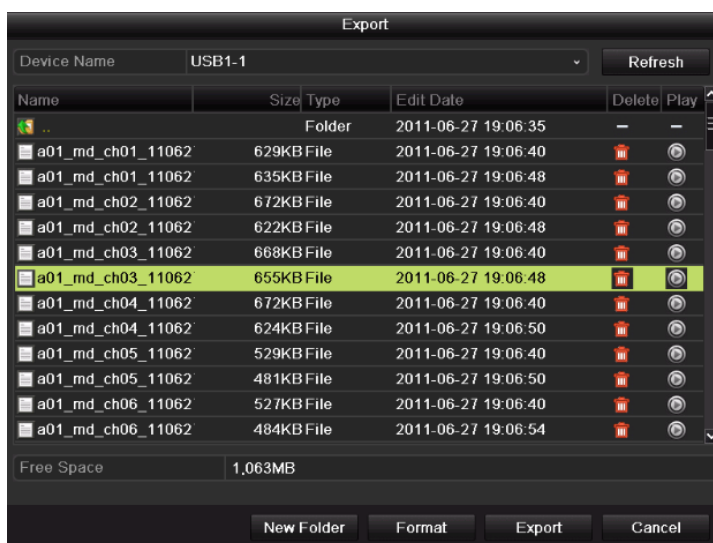 Export
Device Name USB1-1 Refresh
Name Size Type Edit Date Delete Play
.. Folder 2011-06-27 19:06:35 – –
a01_md_ch01_11062 629KB File 2011-06-27 19:06:40
a01_md_ch01_11062 635KB File 2011-06-27 19:06:48
a01_md_ch02_11062 672KB File 2011-06-27 19:06:40
a01_md_ch02_11062 622KB File 2011-06-27 19:06:48
a01_md_ch03_11062 668KB File 2011-06-27 19:06:40
a01_md_ch03_11062 655KB File 2011-06-27 19:06:48
a01_md_ch04_11062 672KB File 2011-06-27 19:06:40
a01_md_ch04_11062 624KB File 2011-06-27 19:06:50
a01_md_ch05_11062 529KB File 2011-06-27 19:06:40
a01_md_ch05_11062 481KB File 2011-06-27 19:06:50
a01_md_ch06_11062 527KB File 2011-06-27 19:06:40
a01_md_ch06_11062 484KB File 2011-06-27 19:06:54
Free Space 1,063MB
New Folder Format Export Cancel